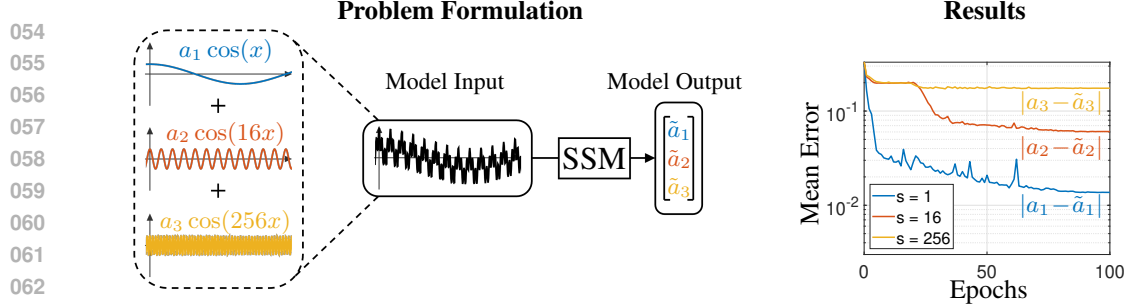 054
055
056
057
058
059
060
061
062
Problem Formulation
a₁ cos(x)
+
a₂ cos(16x)
+
a₃ cos(256x)
Model Input
SSM
Model Output
ã₁
ã₂
ã₃
Results
Mean Error
10⁻¹
10⁻²
|a₃ − ã₃|
|a₂ − ã₂|
|a₁ − ã₁|
s = 1
s = 16
s = 256
0
50
100
Epochs